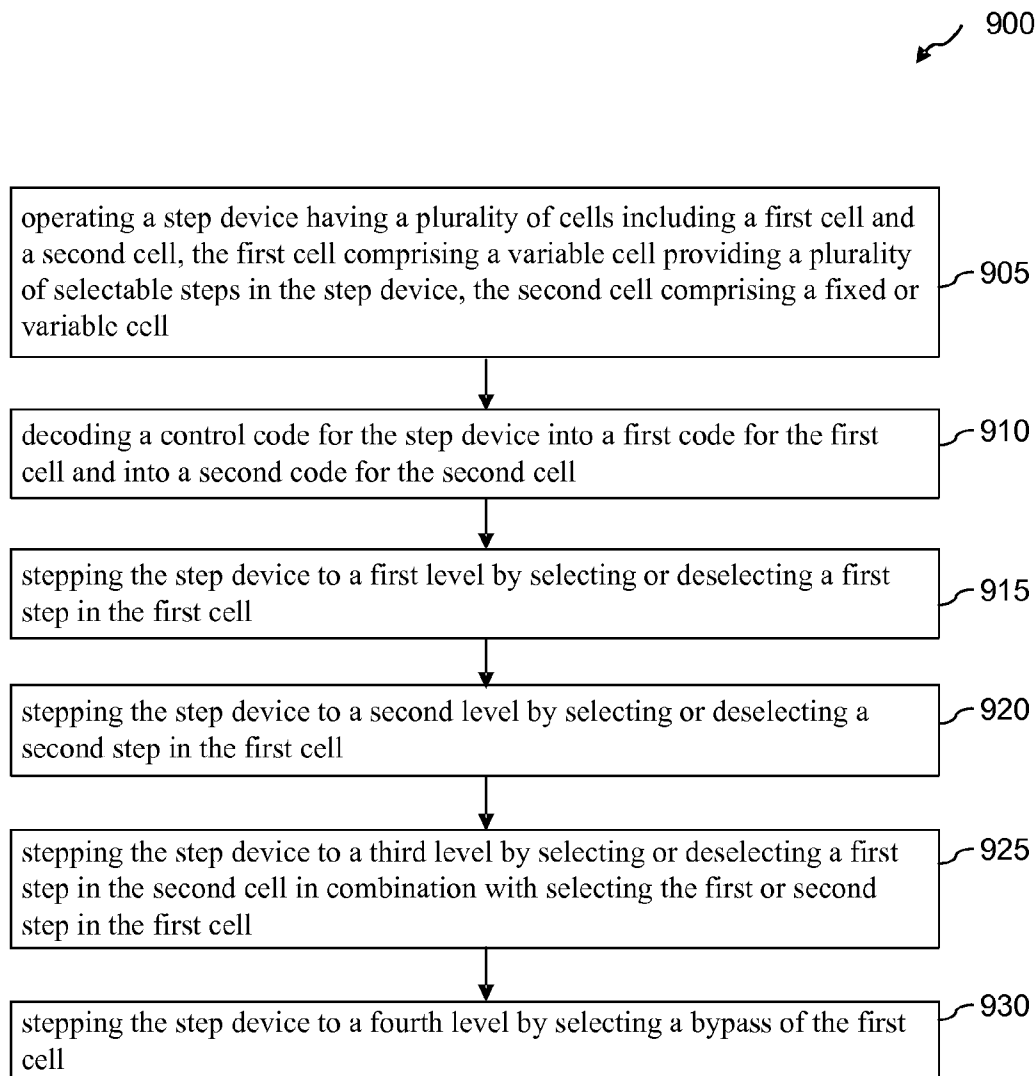 900
operating a step device having a plurality of cells including a first cell and
a second cell, the first cell comprising a variable cell providing a plurality
of selectable steps in the step device, the second cell comprising a fixed or
variable cell
905
decoding a control code for the step device into a first code for the first
cell and into a second code for the second cell
910
stepping the step device to a first level by selecting or deselecting a first
step in the first cell
915
stepping the step device to a second level by selecting or deselecting a
second step in the first cell
920
stepping the step device to a third level by selecting or deselecting a first
step in the second cell in combination with selecting the first or second
step in the first cell
925
stepping the step device to a fourth level by selecting a bypass of the first
cell
930